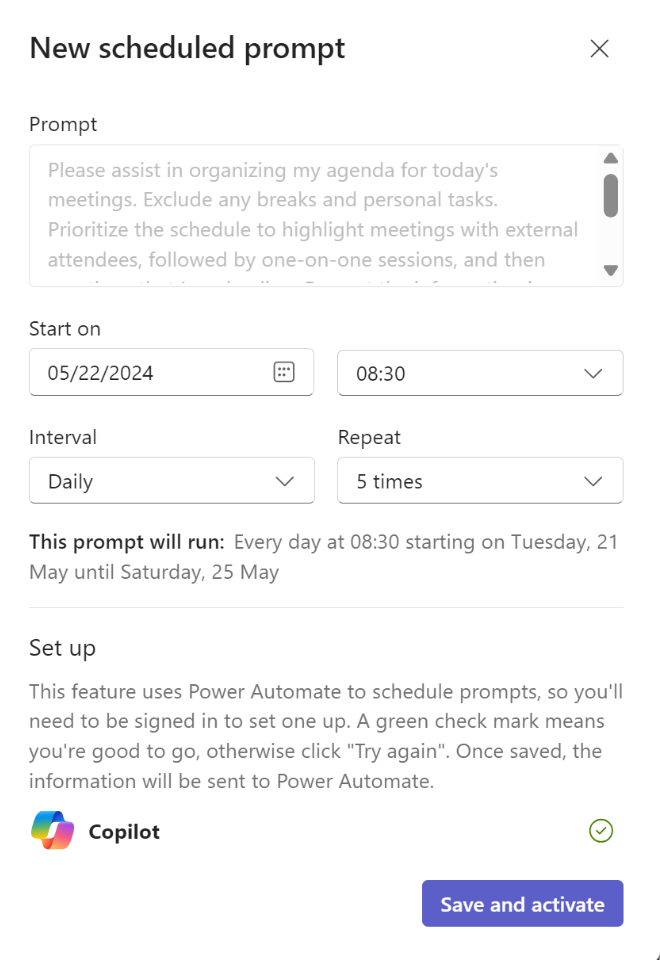 New scheduled prompt
Prompt
Please assist in organizing my agenda for today's
meetings. Exclude any breaks and personal tasks.
Prioritize the schedule to highlight meetings with external
attendees, followed by one-on-one sessions, and then
Start on
05/22/2024
08:30
Interval
Repeat
Daily
5 times
This prompt will run: Every day at 08:30 starting on Tuesday, 21
May until Saturday, 25 May
Set up
This feature uses Power Automate to schedule prompts, so you'll
need to be signed in to set one up. A green check mark means
you're good to go, otherwise click "Try again". Once saved, the
information will be sent to Power Automate.
Copilot
Save and activate